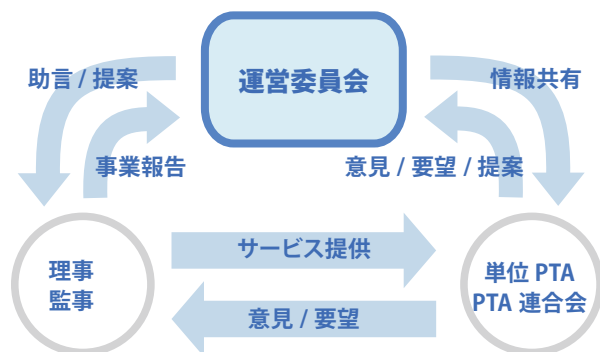 運営委員会
助言 / 提案
情報共有
事業報告
意見 / 要望 / 提案
サービス提供
理事
監事
単位 PTA
PTA 連合会
意見 / 要望